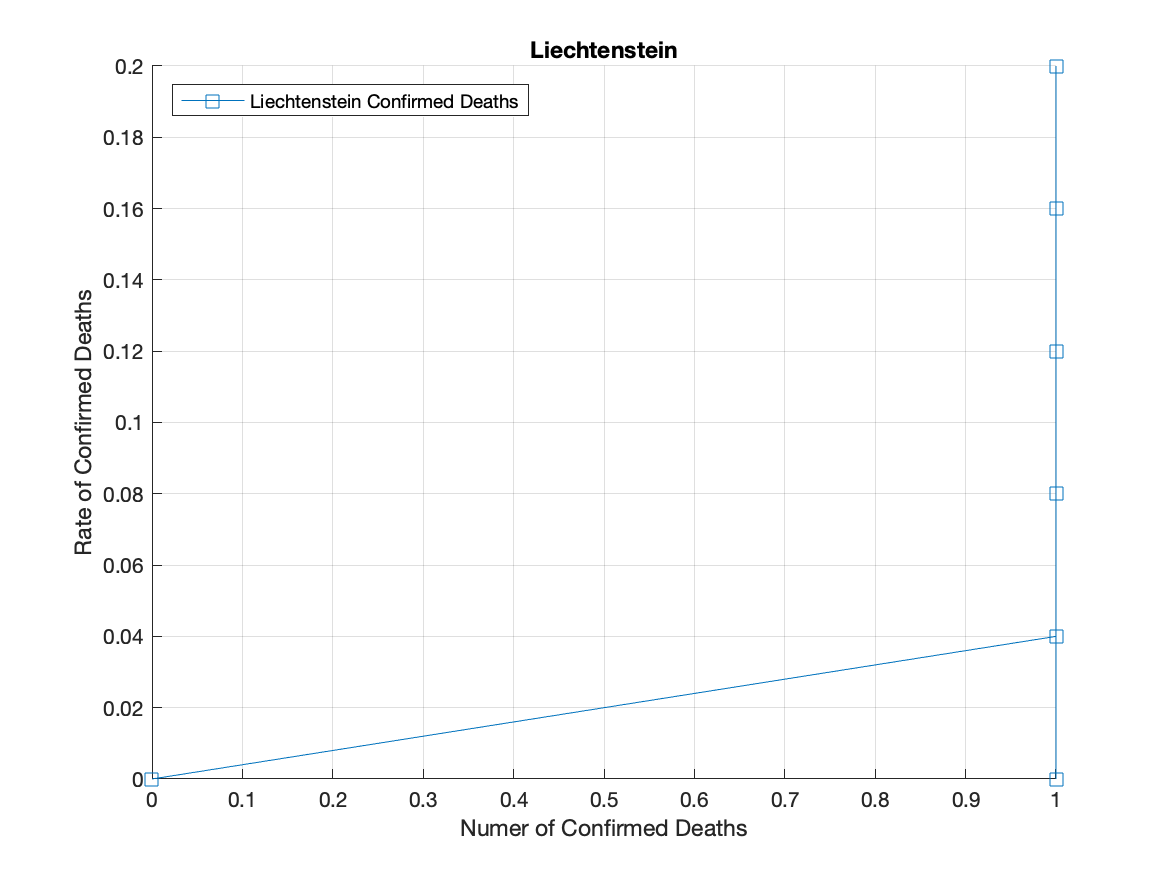 Liechtenstein
Liechtenstein Confirmed Deaths
Rate of Confirmed Deaths
0.2
0.18
0.16
0.14
0.12
0.1
0.08
0.06
0.04
0.02
0
0 0.1 0.2 0.3 0.4 0.5 0.6 0.7 0.8 0.9 1
Numer of Confirmed Deaths